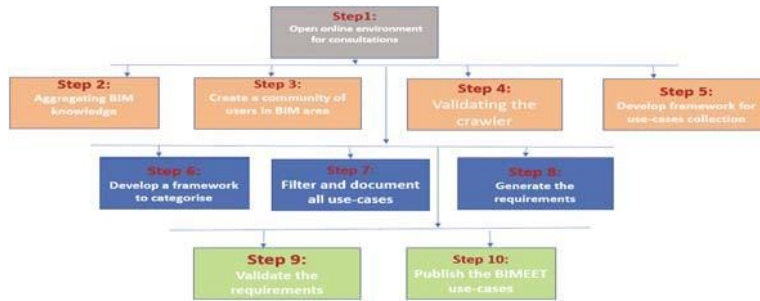 Step1:
Open online environment
for consultations
Step 2:
Aggregating BIM
knowledge
Step 3:
Create a community of
users in BIM area
Step 4:
Validating the
crawler
Step 5:
Develop framework for
use-cases collection
Step 6:
Develop a framework
to categorise
Step 7:
Filter and document
all use-cases
Step 8:
Generate the
requirements
Step 9:
Validate the
requirements
Step 10:
Publish the BIMEET
use-cases